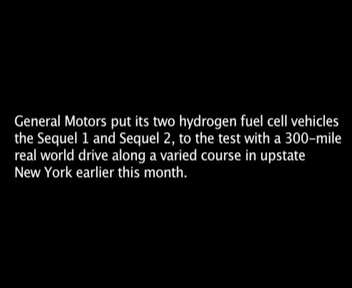 General Motors put its two hydrogen fuel cell vehicles
the Sequel 1 and Sequel 2, to the test with a 300-mile
real world drive along a varied course in upstate
New York earlier this month.